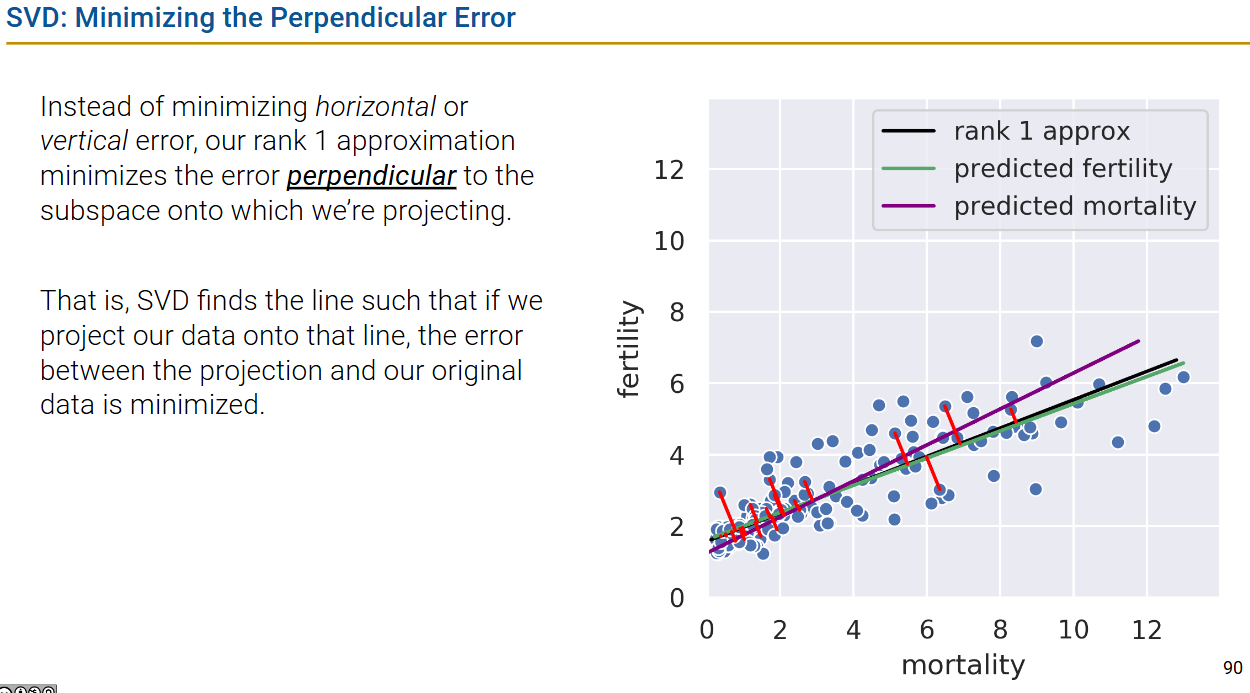 SVD: Minimizing the Perpendicular Error
Instead of minimizing horizontal or
vertical error, our rank 1 approximation
minimizes the error perpendicular to the
subspace onto which we’re projecting.
That is, SVD finds the line such that if we
project our data onto that line, the error
between the projection and our original
data is minimized.
rank 1 approx
predicted fertility
predicted mortality
12
10
8
6
4
2
0
fertility
0 2 4 6 8 10 12
mortality
90